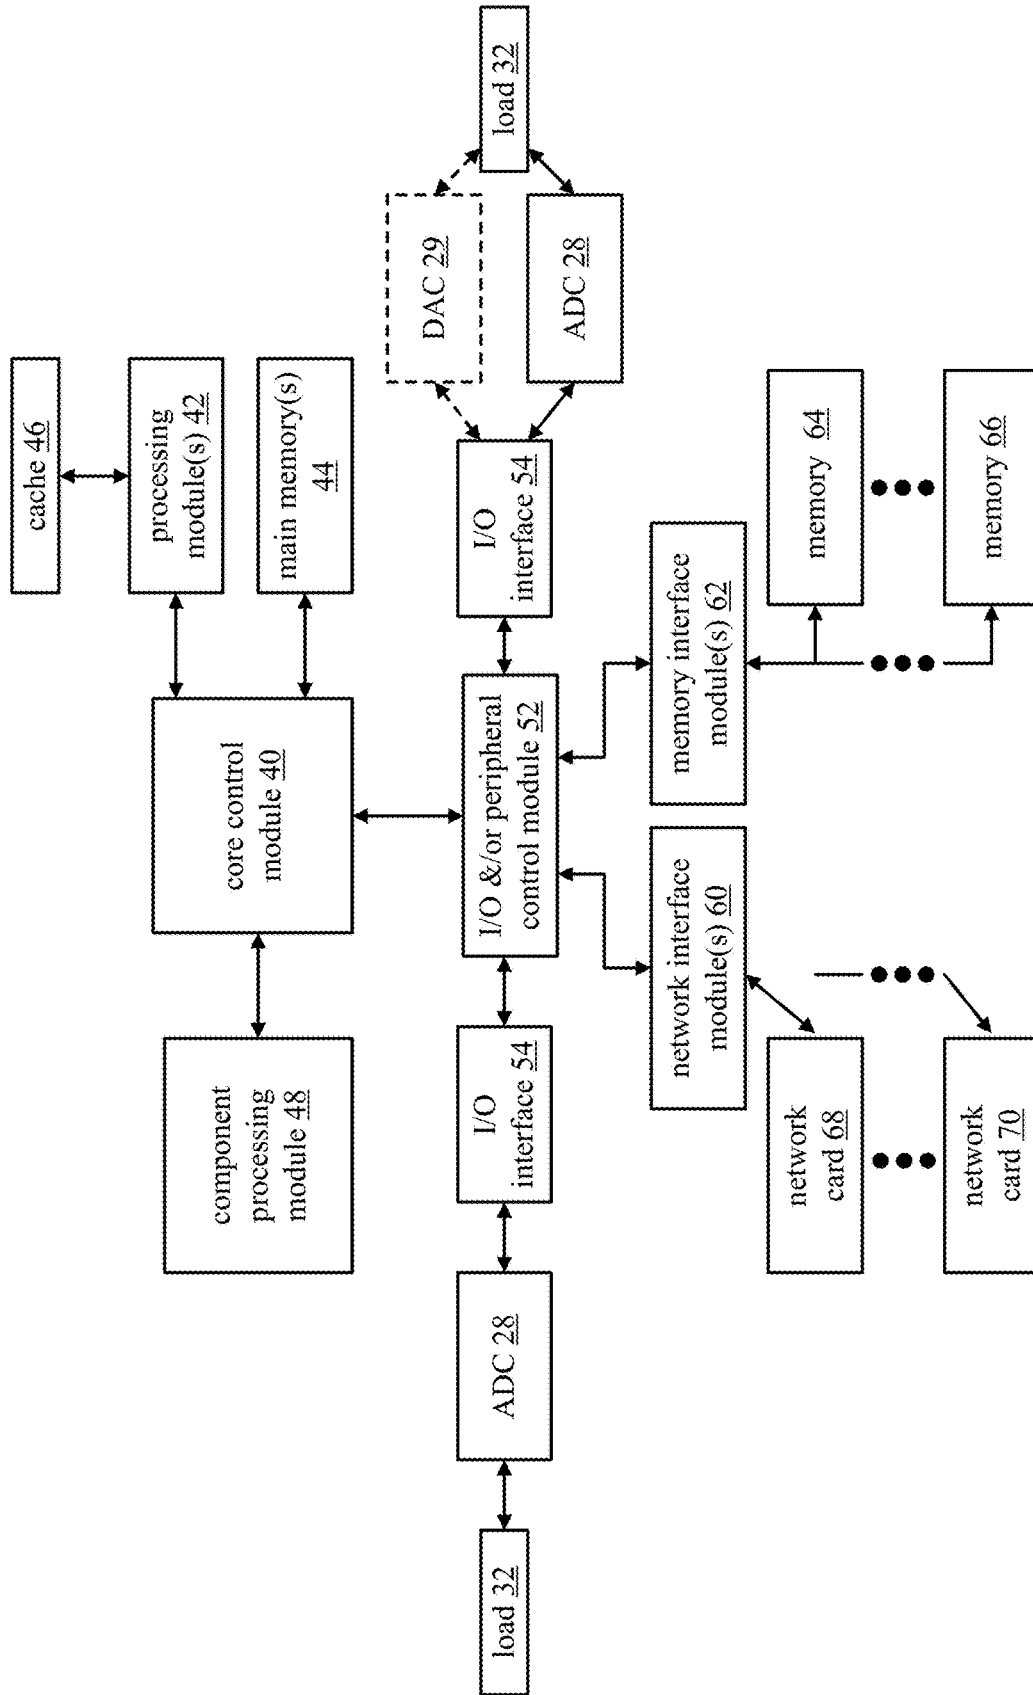 cache 46
processing
module(s) 42
main memory(s)
44
core control
module 40
component
processing
module 48
load 32
ADC 28
I/O
interface 54
I/O &/or peripheral
control module 52
I/O
interface 54
DAC 29
ADC 28
load 32
network interface
module(s) 60
memory interface
module(s) 62
network
card 68
memory 64
network
card 70
memory 66